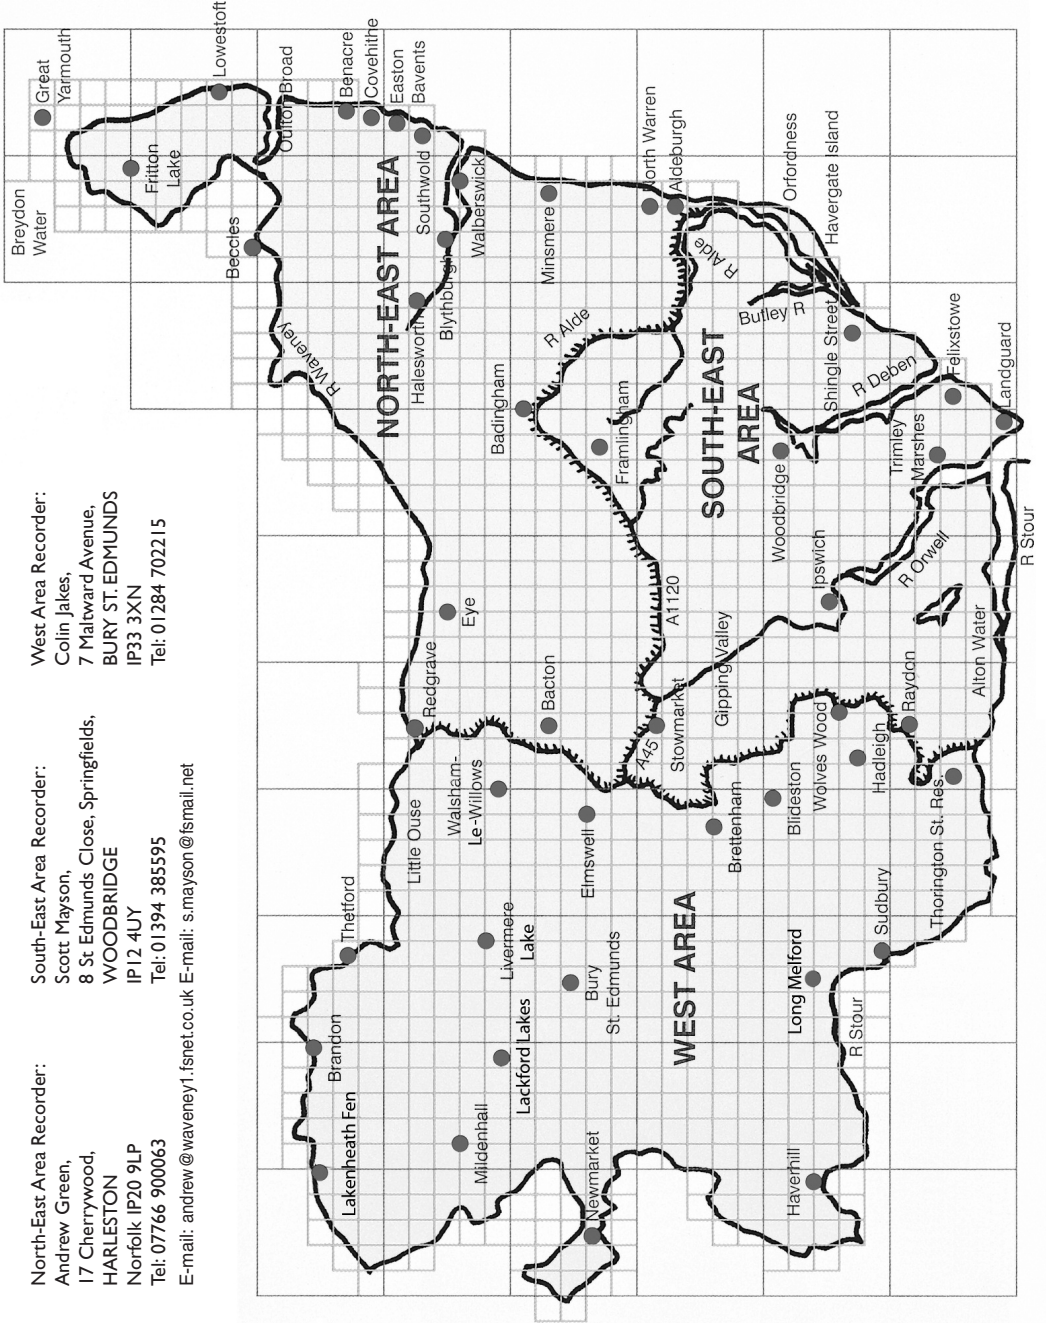 North-East Area Recorder:
Andrew Green,
17 Cherrywood,
HARLESTON
Norfolk IP20 9LP
Tel: 07766 900063
E-mail: andrew@waveney1.fsnet.co.uk
South-East Area Recorder:
Scott Mayson,
8 St Edmunds Close, Springfields,
WOODBRIDGE
IP12 4UY
Tel: 01394 385595
E-mail: s.mayson@fsmail.net
West Area Recorder:
Colin Jakes,
7 Maltward Avenue,
BURY ST. EDMUNDS
IP33 3XN
Tel: 01284 702215
Breydon
Water
Great
Yarmouth
Fritton
Lake
Lowestoft
Beccles
Oulton Broad
Benacre
Covehithe
Easton
Bavents
R Waveney
NORTH-EAST AREA
Southwold
Halesworth
Blythburgh
Walberswick
Thetford
Brandon
Lakenheath Fen
Little Ouse
Redgrave
Eye
Walsham-
Le-Willows
Mildenhall
Lackford Lakes
Livermere
Lake
Bacton
Badingham
Minsmere
R Alde
Elmswell
Bury
St. Edmunds
Newmarket
Framlingham
North Warren
Aldeburgh
A45
Stowmarket
A1120
R Alde
WEST AREA
SOUTH-EAST
AREA
Gipping Valley
Brettenham
Butley R
Orfordness
Havergate Island
Woodbridge
Shingle Street
Blideston
Wolves Wood
Ipswich
Long Melford
Haverhill
R Stour
Sudbury
Hadleigh
Raydon
R Orwell
R Deben
Trimley
Marshes
Felixstowe
Landguard
Thorington St. Res.
Alton Water
R Stour